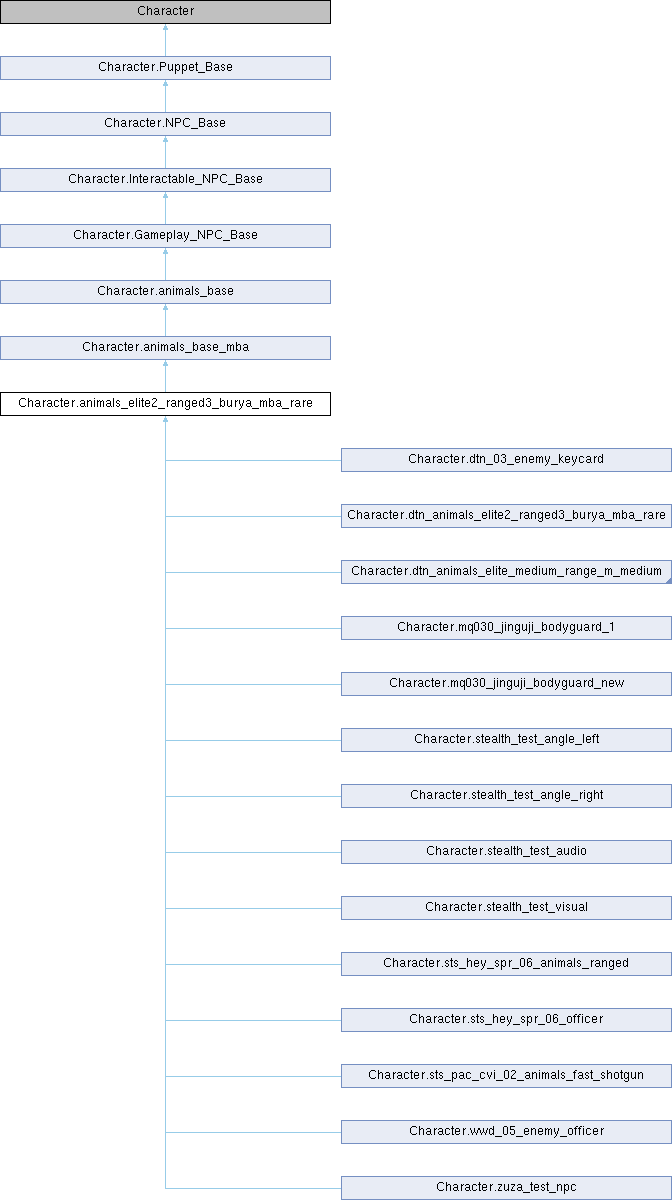 Character
Character.Puppet_Base
Character.NPC_Base
Character.Interactable_NPC_Base
Character.Gameplay_NPC_Base
Character.animals_base
Character.animals_base_mba
Character.animals_elite2_ranged3_burya_mba_rare
Character.dtn_03_enemy_keycard
Character.dtn_animals_elite2_ranged3_burya_mba_rare
Character.dtn_animals_elite_medium_range_m_medium
Character.mq030_jinguji_bodyguard_1
Character.mq030_jinguji_bodyguard_new
Character.stealth_test_angle_left
Character.stealth_test_angle_right
Character.stealth_test_audio
Character.stealth_test_visual
Character.sts_hey_spr_06_animals_ranged
Character.sts_hey_spr_06_officer
Character.sts_pac_cvi_02_animals_fast_shotgun
Character.wwd_05_enemy_officer
Character.zuza_test_npc